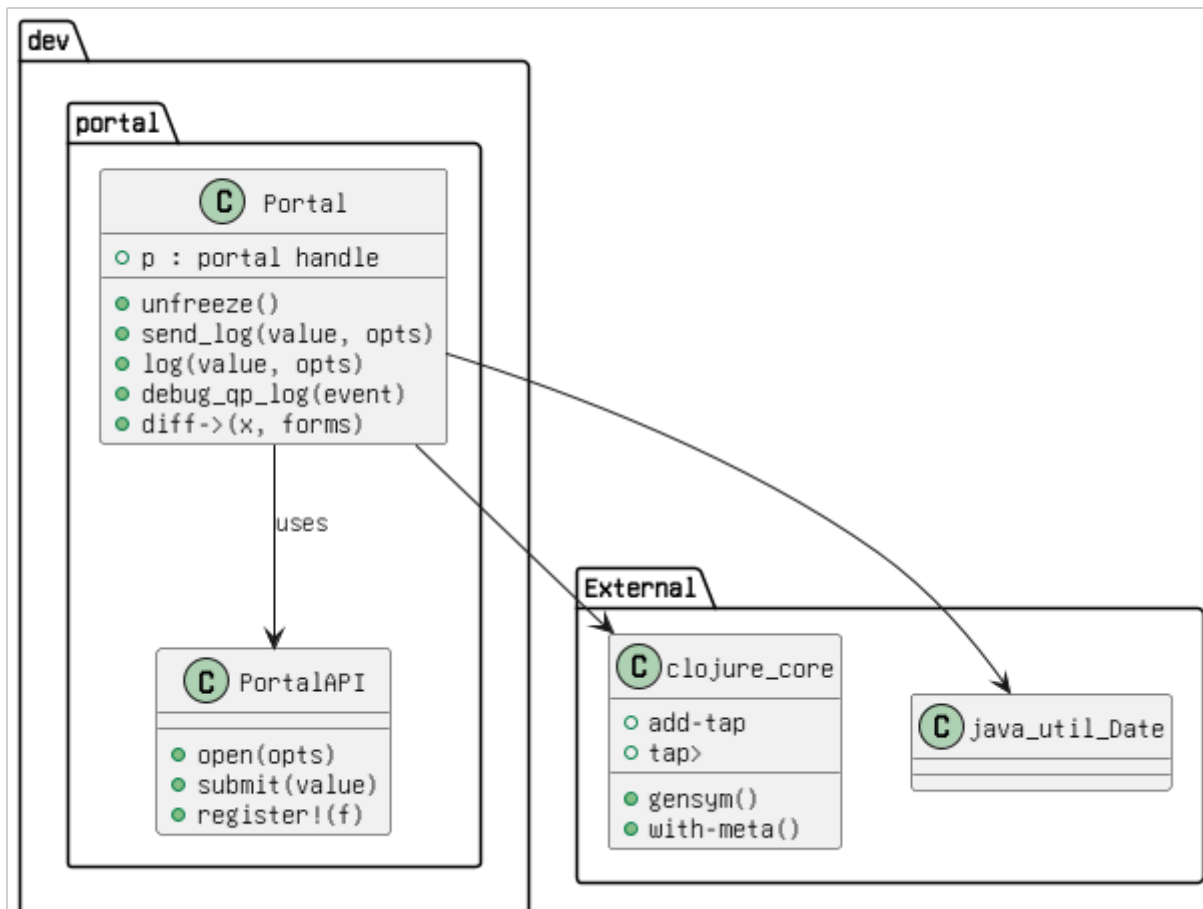 dev
portal
C Portal
p : portal handle
unfreeze()
send_log(value, opts)
log(value, opts)
debug_qp_log(event)
diff->(x, forms)
uses
External
C PortalAPI
open(opts)
submit(value)
register!(f)
C clojure_core
add-tap
tap>
gensym()
with-meta()
C java_util_Date